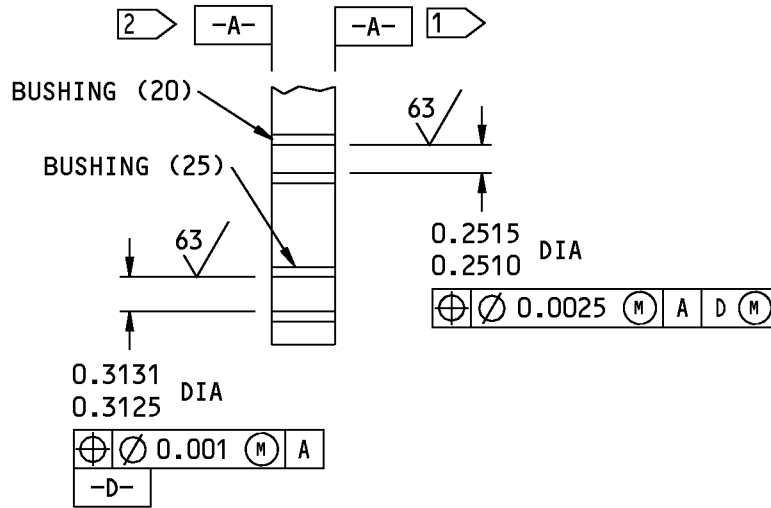 2 -A- -A- 1
BUSHING (20)
63
BUSHING (25)
63
0.2515
0.2510 DIA
⌖ ⌀ 0.0025 Ⓜ A D Ⓜ
0.3131
0.3125 DIA
⌖ ⌀ 0.001 Ⓜ A
-D-